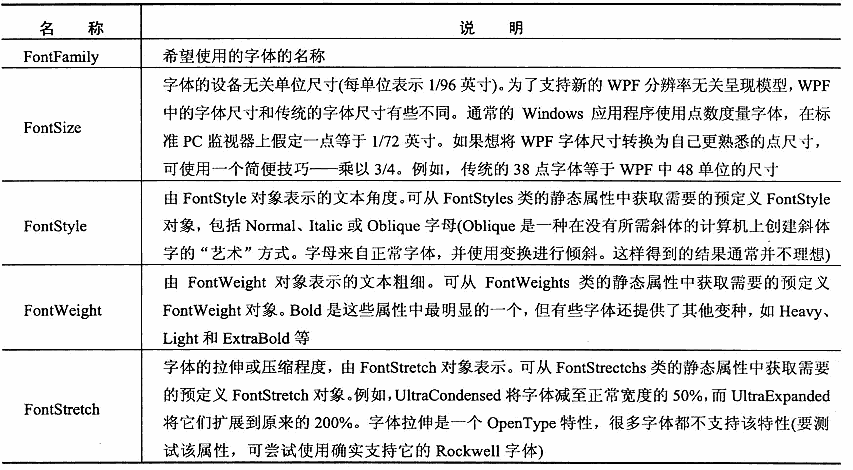 名 称 说 明
FontFamily 希望使用的字体的名称
字体的设备无关单位尺寸(每单位表示 1/96 英寸)。为了支持新的 WPF 分辨率无关呈现模型，WPF
中的字体尺寸和传统的字体尺寸有些不同。通常的 Windows 应用程序使用点数度量字体，在标
FontSize 准 PC 监视器上假定一点等于 1/72 英寸。如果想将 WPF 字体尺寸转换为自己更熟悉的点尺寸，
可使用一个简便技巧——乘以 3/4。例如，传统的 38 点字体等于 WPF 中 48 单位的尺寸
由 FontStyle 对象表示的文本角度。可从 FontStyles 类的静态属性中获取需要的预定义 FontStyle
FontStyle 对象，包括 Normal、Italic 或 Oblique 字母(Oblique 是一种在没有所需斜体的计算机上创建斜体
字的“艺术”方式。字母来自正常字体，并使用变换进行倾斜。这样得到的结果通常并不理想)
由 FontWeight 对象表示的文本粗细。可从 FontWeights 类的静态属性中获取需要的预定义
FontWeight FontWeight 对象。Bold 是这些属性中最明显的一个，但有些字体还提供了其他变种，如 Heavy、
Light 和 ExtraBold 等
字体的拉伸或压缩程度，由 FontStretch 对象表示。可从 FontStrectchs 类的静态属性中获取需要
的预定义 FontStretch 对象。例如，UltraCondensed 将字体减至正常宽度的 50%，而 UltraExpanded
FontStretch 将它们扩展到原来的 200%。字体拉伸是一个 OpenType 特性，很多字体都不支持该特性(要测
试该属性，可尝试使用确实支持它的 Rockwell 字体)